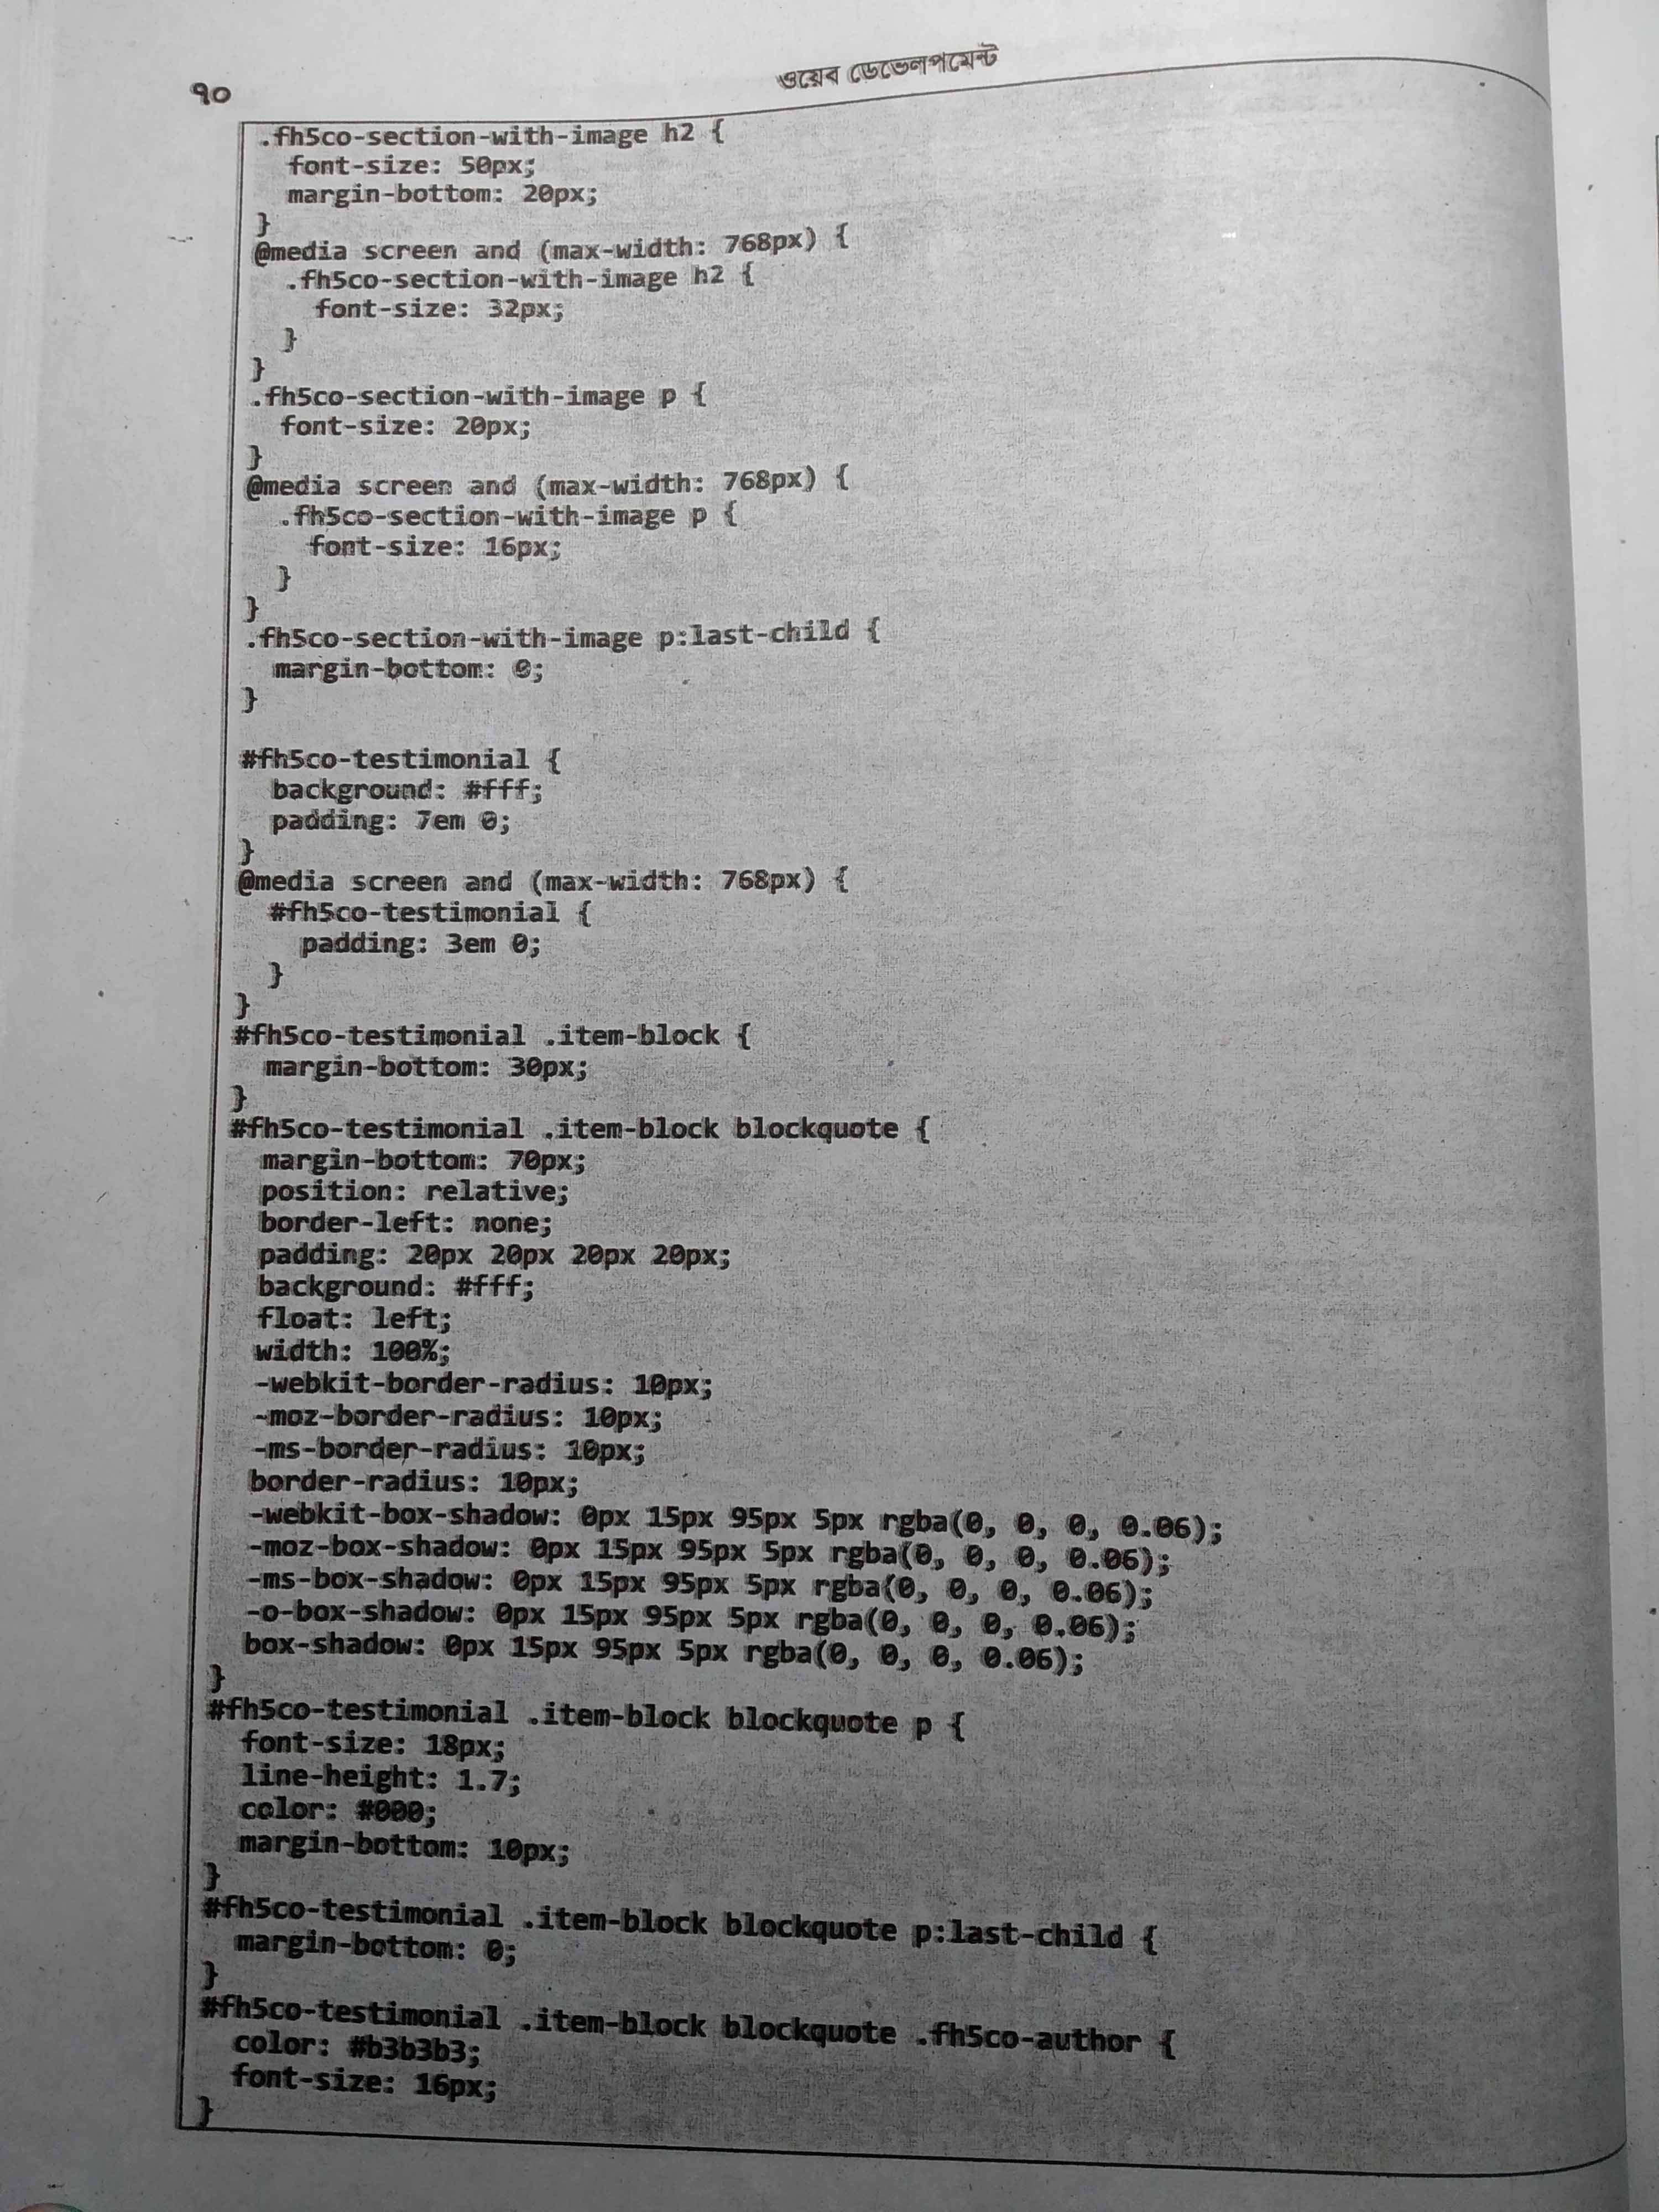 ৭০
ওয়েব ডেভেলপমেন্ট
.fh5co-section-with-image h2 {
  font-size: 50px;
  margin-bottom: 20px;
}
@media screen and (max-width: 768px) {
  .fh5co-section-with-image h2 {
    font-size: 32px;
  }
}
.fh5co-section-with-image p {
  font-size: 20px;
}
@media screen and (max-width: 768px) {
  .fh5co-section-with-image p {
    font-size: 16px;
  }
}
.fh5co-section-with-image p:last-child {
  margin-bottom: 0;
}

#fh5co-testimonial {
  background: #fff;
  padding: 7em 0;
}
@media screen and (max-width: 768px) {
  #fh5co-testimonial {
    padding: 3em 0;
  }
}
#fh5co-testimonial .item-block {
  margin-bottom: 30px;
}
#fh5co-testimonial .item-block blockquote {
  margin-bottom: 70px;
  position: relative;
  border-left: none;
  padding: 20px 20px 20px 20px;
  background: #fff;
  float: left;
  width: 100%;
  -webkit-border-radius: 10px;
  -moz-border-radius: 10px;
  -ms-border-radius: 10px;
  border-radius: 10px;
  -webkit-box-shadow: 0px 15px 95px 5px rgba(0, 0, 0, 0.06);
  -moz-box-shadow: 0px 15px 95px 5px rgba(0, 0, 0, 0.06);
  -ms-box-shadow: 0px 15px 95px 5px rgba(0, 0, 0, 0.06);
  -o-box-shadow: 0px 15px 95px 5px rgba(0, 0, 0, 0.06);
  box-shadow: 0px 15px 95px 5px rgba(0, 0, 0, 0.06);
}
#fh5co-testimonial .item-block blockquote p {
  font-size: 18px;
  line-height: 1.7;
  color: #000;
  margin-bottom: 10px;
}
#fh5co-testimonial .item-block blockquote p:last-child {
  margin-bottom: 0;
}
#fh5co-testimonial .item-block blockquote .fh5co-author {
  color: #b3b3b3;
  font-size: 16px;
}